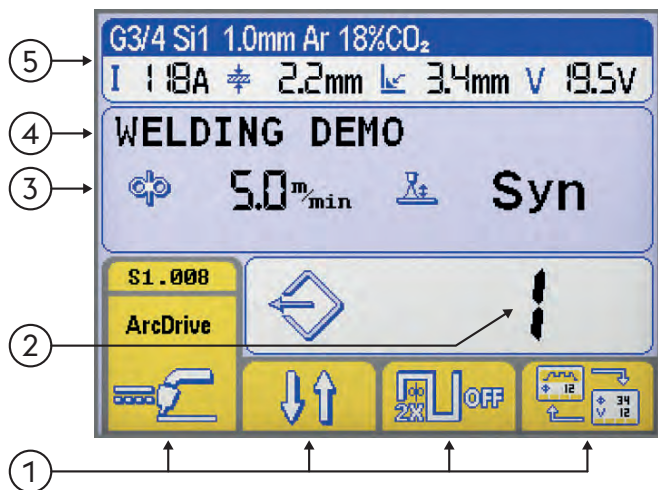 G3/4 Si1 1.0mm Ar 18%CO₂
I 118A 2.2mm 3.4mm V 19.5V
WELDING DEMO
5.0 m/min Syn
S1.008
ArcDrive
1
2X OFF
12
34
V 12
5
4
3
2
1